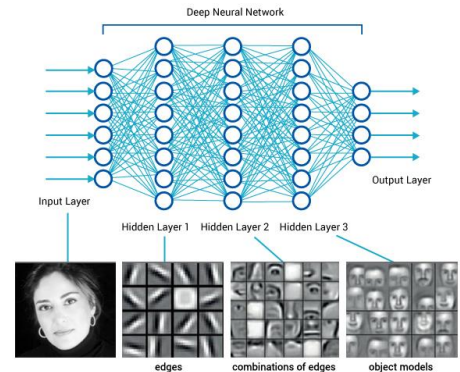 Deep Neural Network
Output Layer
Input Layer
Hidden Layer 1 Hidden Layer 2 Hidden Layer 3
edges combinations of edges object models